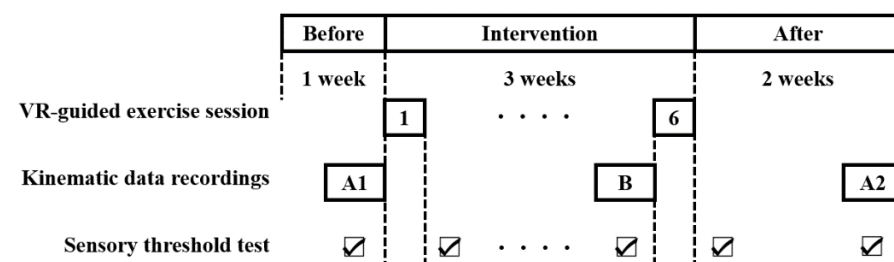 Before Intervention After
1 week 3 weeks 2 weeks
VR-guided exercise session 1 . . . . 6
Kinematic data recordings A1 B A2
Sensory threshold test . . . .